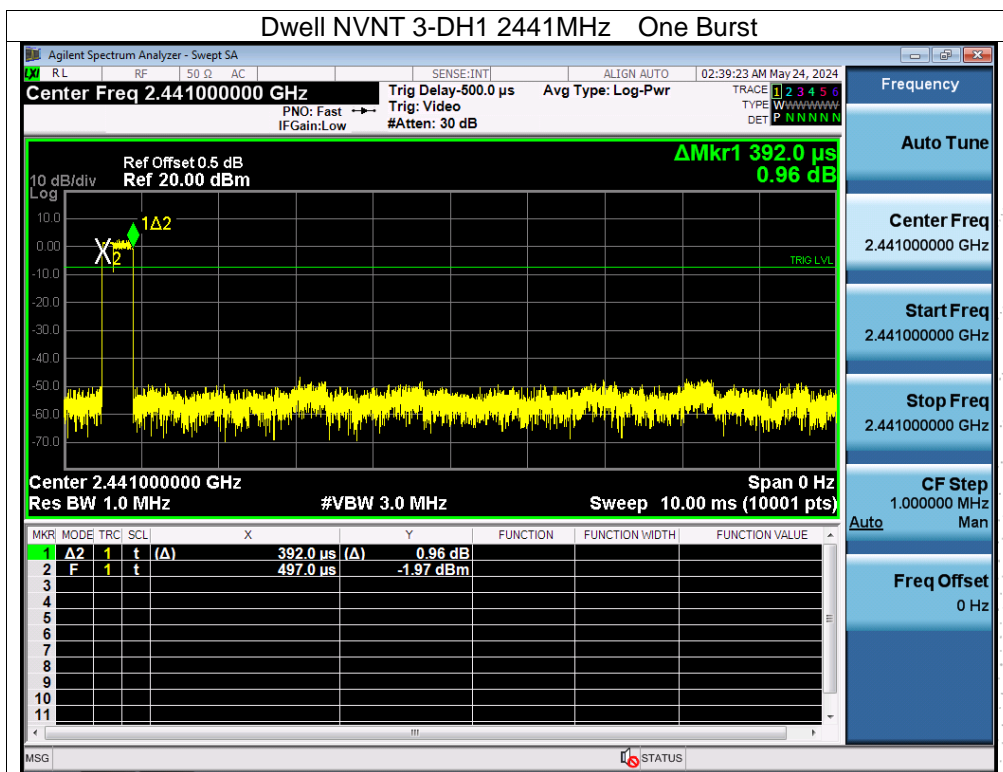 Dwell NVNT 3-DH1 2441MHz One Burst
Agilent Spectrum Analyzer - Swept SA
LXI RL RF 50 Ω AC SENSE:INT ALIGN AUTO 02:39:23 AM May 24, 2024
Center Freq 2.441000000 GHz
PNO: Fast
IFGain:Low
Trig Delay-500.0 µs
Trig: Video
#Atten: 30 dB
Avg Type: Log-Pwr
TRACE 1 2 3 4 5 6
TYPE WWWWWWW
DET P N N N N N
Frequency
ΔMkr1 392.0 µs
0.96 dB
Ref Offset 0.5 dB
10 dB/div Ref 20.00 dBm
Log
10.0
0.00
-10.0
-20.0
-30.0
-40.0
-50.0
-60.0
-70.0
1Δ2
X2
TRIG LVL
Center 2.441000000 GHz Span 0 Hz
Res BW 1.0 MHz #VBW 3.0 MHz Sweep 10.00 ms (10001 pts)
MKR MODE TRC SCL X Y FUNCTION FUNCTION WIDTH FUNCTION VALUE
1 Δ2 1 t (Δ) 392.0 µs (Δ) 0.96 dB
2 F 1 t 497.0 µs -1.97 dBm
3
4
5
6
7
8
9
10
11
Auto Tune
Center Freq
2.441000000 GHz
Start Freq
2.441000000 GHz
Stop Freq
2.441000000 GHz
CF Step
1.000000 MHz
Auto Man
Freq Offset
0 Hz
MSG STATUS